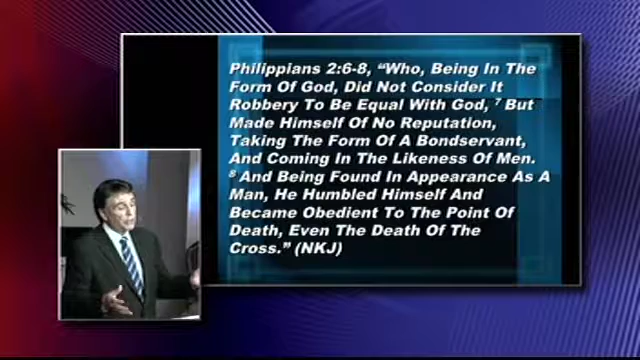 Philippians 2:6-8, “Who, Being In The
Form Of God, Did Not Consider It
Robbery To Be Equal With God, ⁷ But
Made Himself Of No Reputation,
Taking The Form Of A Bondservant,
And Coming In The Likeness Of Men.
⁸ And Being Found In Appearance As A
Man, He Humbled Himself And
Became Obedient To The Point Of
Death, Even The Death Of The
Cross.” (NKJ)